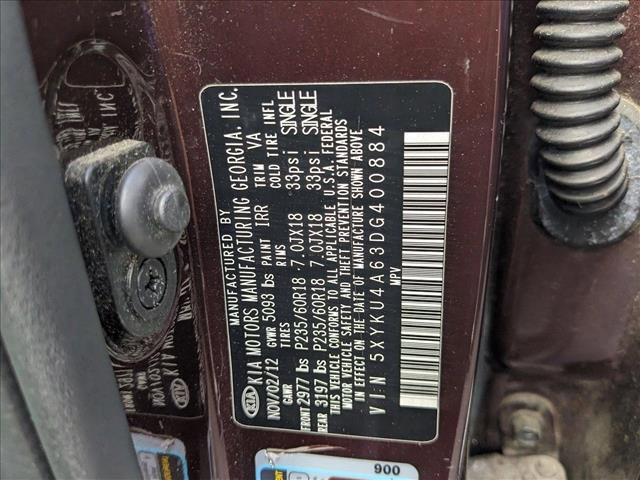 MANUFACTURED BY
KIA MOTORS MANUFACTURING GEORGIA, INC.
NOV/02/12 GVWR 5093 lbs PAINT IRR TRIM VA
GAWR TIRES RIMS COLD TIRE INFL
FRONT 2977 lbs P235/60R18 7.0JX18 33psi SINGLE
REAR 3197 lbs P235/60R18 7.0JX18 33psi SINGLE
THIS VEHICLE CONFORMS TO ALL APPLICABLE U.S.A. FEDERAL
MOTOR VEHICLE SAFETY AND THEFT PREVENTION STANDARDS
IN EFFECT ON THE DATE OF MANUFACTURE SHOWN ABOVE
VIN 5XYKU4A63DG400884
MPV
KIA
900